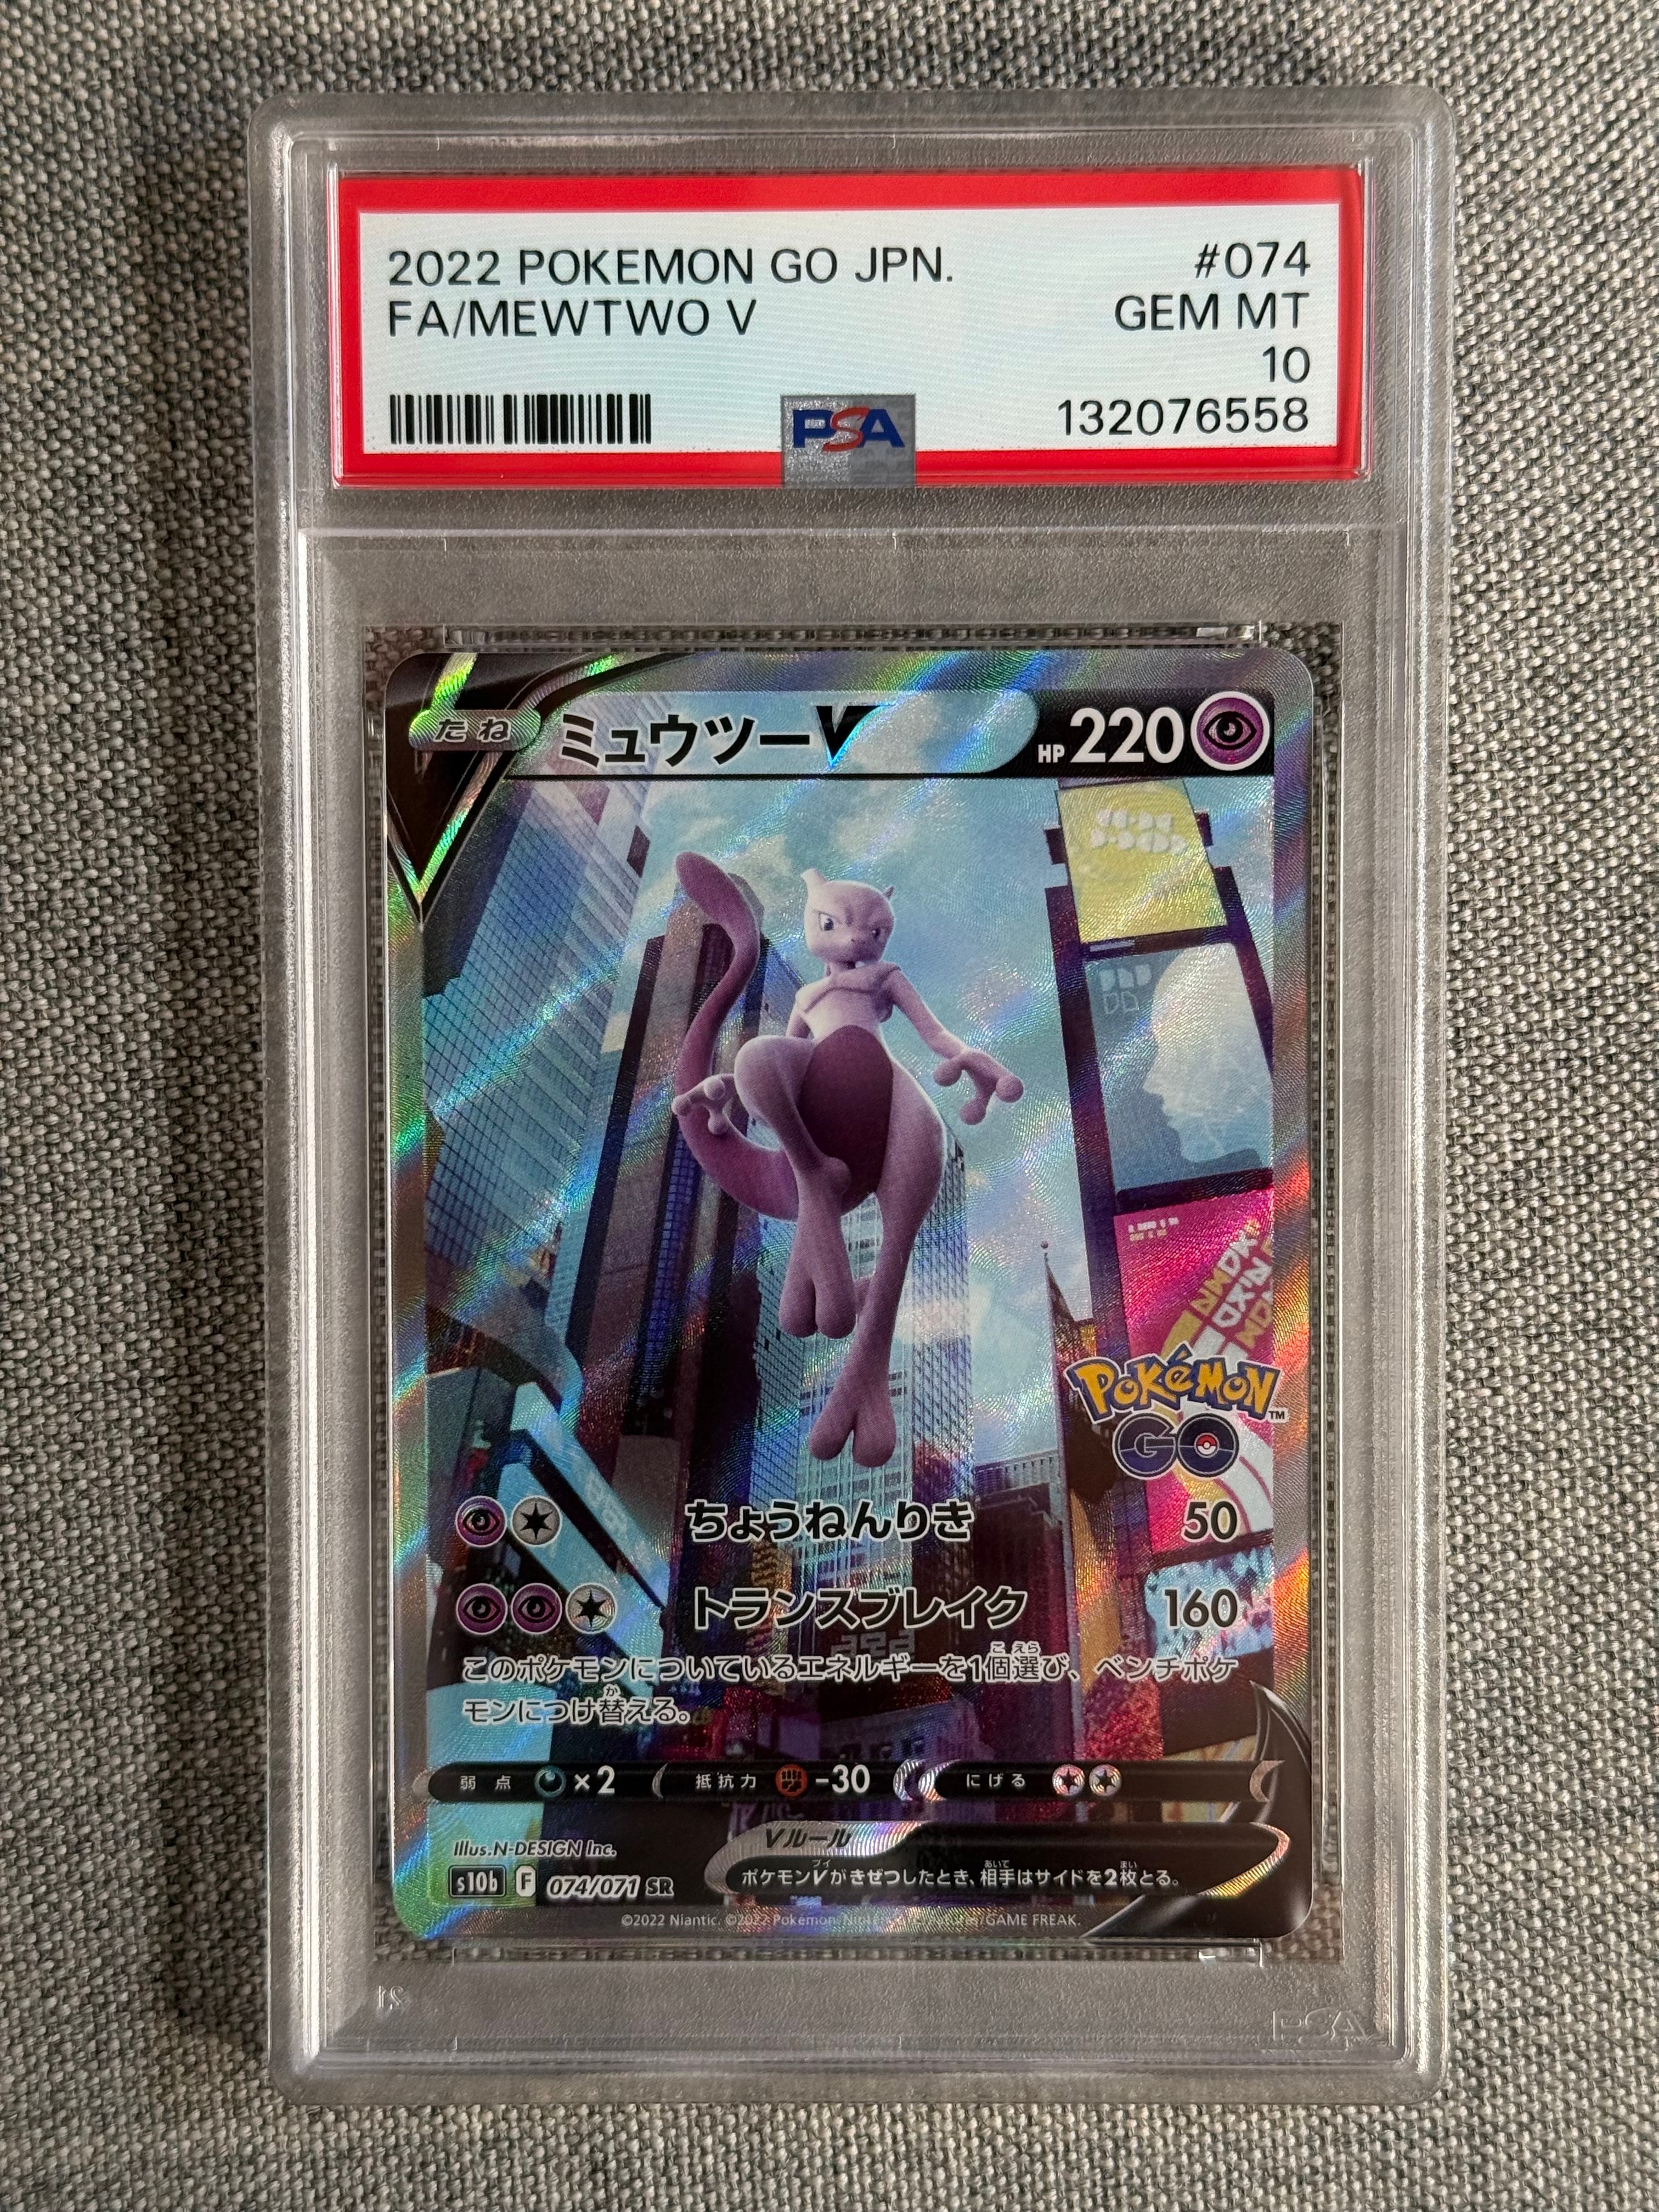 2022 POKEMON GO JPN. #074
FA/MEWTWO V GEM MT
10
PSA 132076558
たね ミュウツーV HP 220
POKéMON™
GO
ちょうねんりき 50
トランスブレイク 160
このポケモンについているエネルギーを1個選び、ベンチポケ
モンにつけ替える。
弱点 ×2 抵抗力 -30 にげる
Illus.N-DESIGN Inc. Vルール
s10b F 074/071 SR ポケモンVがきぜつしたとき、相手はサイドを2枚とる。
©2022 Niantic. ©2022 Pokémon. Nintendo/Creatures/GAME FREAK.
PSA